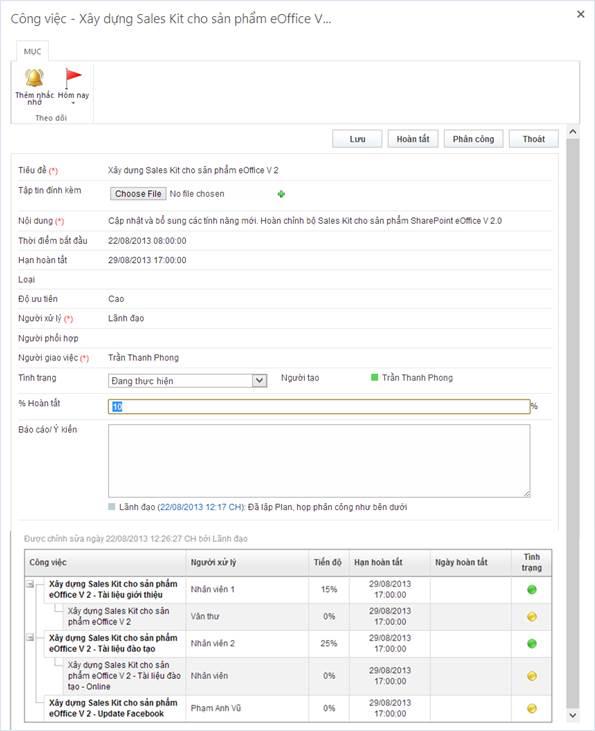 Công việc - Xây dựng Sales Kit cho sản phẩm eOffice V...
MỤC
Thêm nhắc nhở
Hôm nay
Theo dõi
Lưu Hoàn tất Phân công Thoát
Tiêu đề (*) Xây dựng Sales Kit cho sản phẩm eOffice V 2
Tập tin đính kèm Choose File No file chosen
Nội dung (*) Cập nhật và bổ sung các tính năng mới. Hoàn chỉnh bộ Sales Kit cho sản phẩm SharePoint eOffice V 2.0
Thời điểm bắt đầu 22/08/2013 08:00:00
Hạn hoàn tất 29/08/2013 17:00:00
Loại
Độ ưu tiên Cao
Người xử lý (*) Lãnh đạo
Người phối hợp
Người giao việc (*) Trần Thanh Phong
Tình trạng Đang thực hiện Người tạo Trần Thanh Phong
% Hoàn tất 10 %
Báo cáo/ Ý kiến
Lãnh đạo (22/08/2013 12:17 CH): Đã lập Plan, họp phân công như bên dưới
Được chỉnh sửa ngày 22/08/2013 12:26:27 CH bởi Lãnh đạo
Công việc Người xử lý Tiến độ Hạn hoàn tất Ngày hoàn tất Tình trạng
Xây dựng Sales Kit cho sản phẩm eOffice V 2 - Tài liệu giới thiệu Nhân viên 1 15% 29/08/2013 17:00:00
Xây dựng Sales Kit cho sản phẩm eOffice V 2 Văn thư 0% 29/08/2013 17:00:00
Xây dựng Sales Kit cho sản phẩm eOffice V 2 - Tài liệu đào tạo Nhân viên 2 25% 29/08/2013 17:00:00
Xây dựng Sales Kit cho sản phẩm eOffice V 2 - Tài liệu đào tạo - Online Nhân viên 0% 29/08/2013 17:00:00
Xây dựng Sales Kit cho sản phẩm eOffice V 2 - Update Facebook Phạm Anh Vũ 0% 29/08/2013 17:00:00